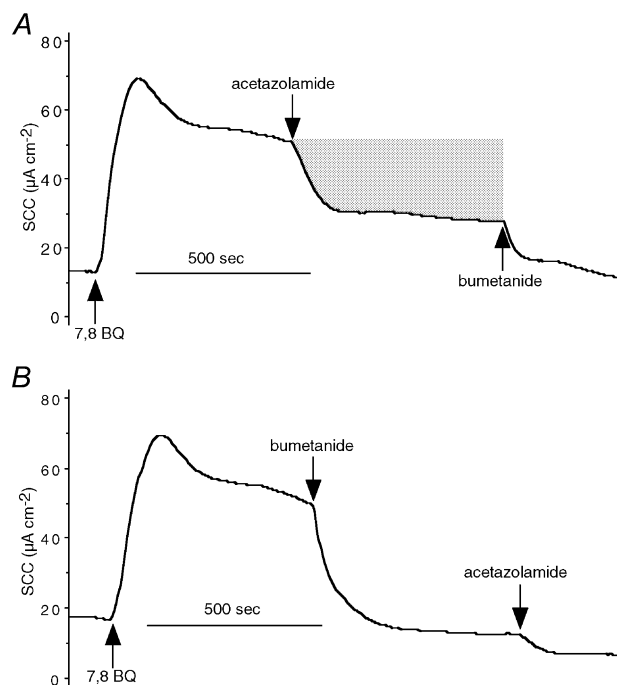 A
80
60
40
20
0
SCC (µA cm-2)
acetazolamide
500 sec
bumetanide
7,8 BQ
B
80
60
40
20
0
SCC (µA cm-2)
bumetanide
500 sec
acetazolamide
7,8 BQ